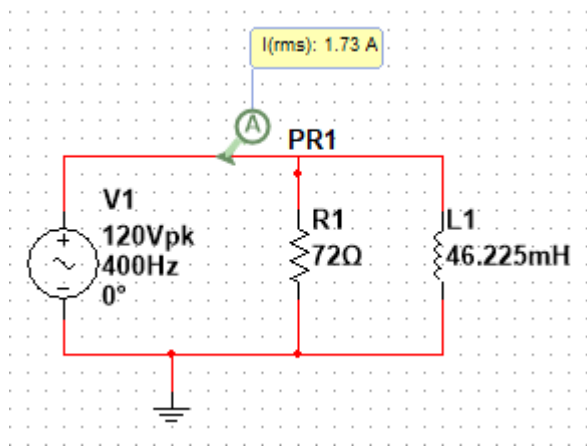 I(rms): 1.73 A
A
PR1
V1
120Vpk
400Hz
0°
R1
72Ω
L1
46.225mH